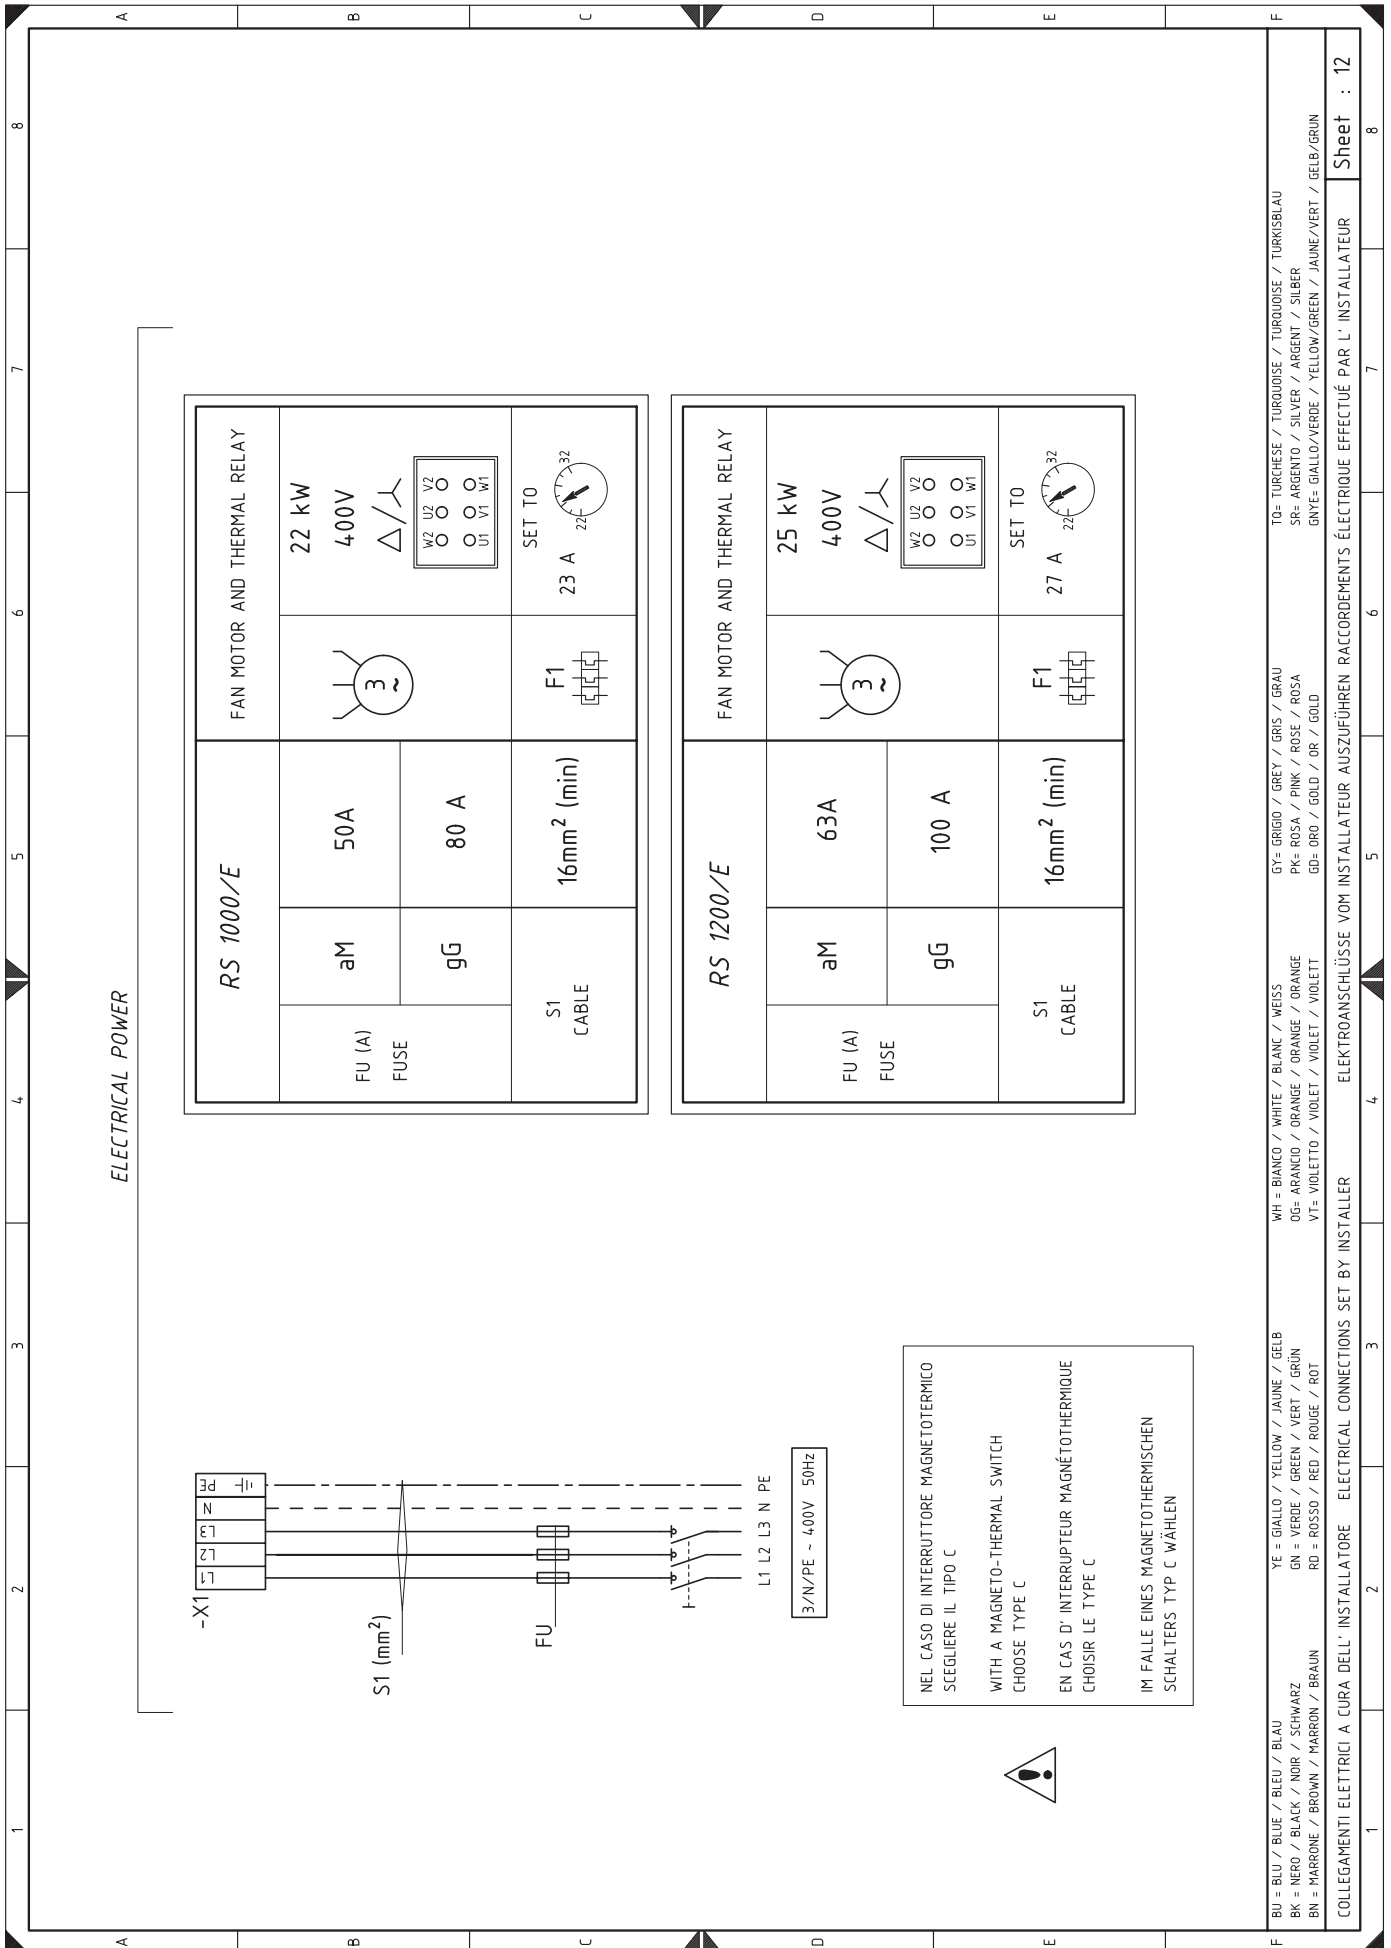 1 2 3 4 5 6 7 8
A
B
C
D
E
F
ELECTRICAL POWER
-X1
L1 L2 L3 N PE
S1 (mm²)
FU
L1 L2 L3 N PE
3/N/PE ~ 400V 50Hz
NEL CASO DI INTERRUTTORE MAGNETOTERMICO
SCEGLIERE IL TIPO C
WITH A MAGNETO-THERMAL SWITCH
CHOOSE TYPE C
EN CAS D' INTERRUPTEUR MAGNÉTOTHERMIQUE
CHOISIR LE TYPE C
IM FALLE EINES MAGNETOTHERMISCHEN
SCHALTERS TYP C WÄHLEN
RS 1000/E
FAN MOTOR AND THERMAL RELAY
FU (A)
FUSE
aM
50A
gG
80 A
3
~
22 kW
400V
W2 U2 V2
U1 V1 W1
S1
CABLE
16mm² (min)
F1
SET TO
23 A
22
32
RS 1200/E
FAN MOTOR AND THERMAL RELAY
FU (A)
FUSE
aM
63A
gG
100 A
3
~
25 kW
400V
W2 U2 V2
U1 V1 W1
S1
CABLE
16mm² (min)
F1
SET TO
27 A
22
32
A
B
C
D
E
F
BU = BLU / BLUE / BLEU / BLAU
BK = NERO / BLACK / NOIR / SCHWARZ
BN = MARRONE / BROWN / MARRON / BRAUN
YE = GIALLO / YELLOW / JAUNE / GELB
GN = VERDE / GREEN / VERT / GRÜN
RD = ROSSO / RED / ROUGE / ROT
WH = BIANCO / WHITE / BLANC / WEISS
OG= ARANCIO / ORANGE / ORANGE / ORANGE
VT= VIOLETTO / VIOLET / VIOLET / VIOLETT
GY= GRIGIO / GREY / GRIS / GRAU
PK= ROSA / PINK / ROSE / ROSA
GD= ORO / GOLD / OR / GOLD
TQ= TURCHESE / TURQUOISE / TURQUOISE / TURKISBLAU
SR= ARGENTO / SILVER / ARGENT / SILBER
GNYE= GIALLO/VERDE / YELLOW/GREEN / JAUNE/VERT / GELB/GRUN
COLLEGAMENTI ELETTRICI A CURA DELL' INSTALLATORE ELECTRICAL CONNECTIONS SET BY INSTALLER ELEKTROANSCHLÜSSE VOM INSTALLATEUR AUSZUFÜHREN RACCORDEMENTS ÉLECTRIQUE EFFECTUÉ PAR L' INSTALLATEUR
Sheet : 12
1 2 3 4 5 6 7 8